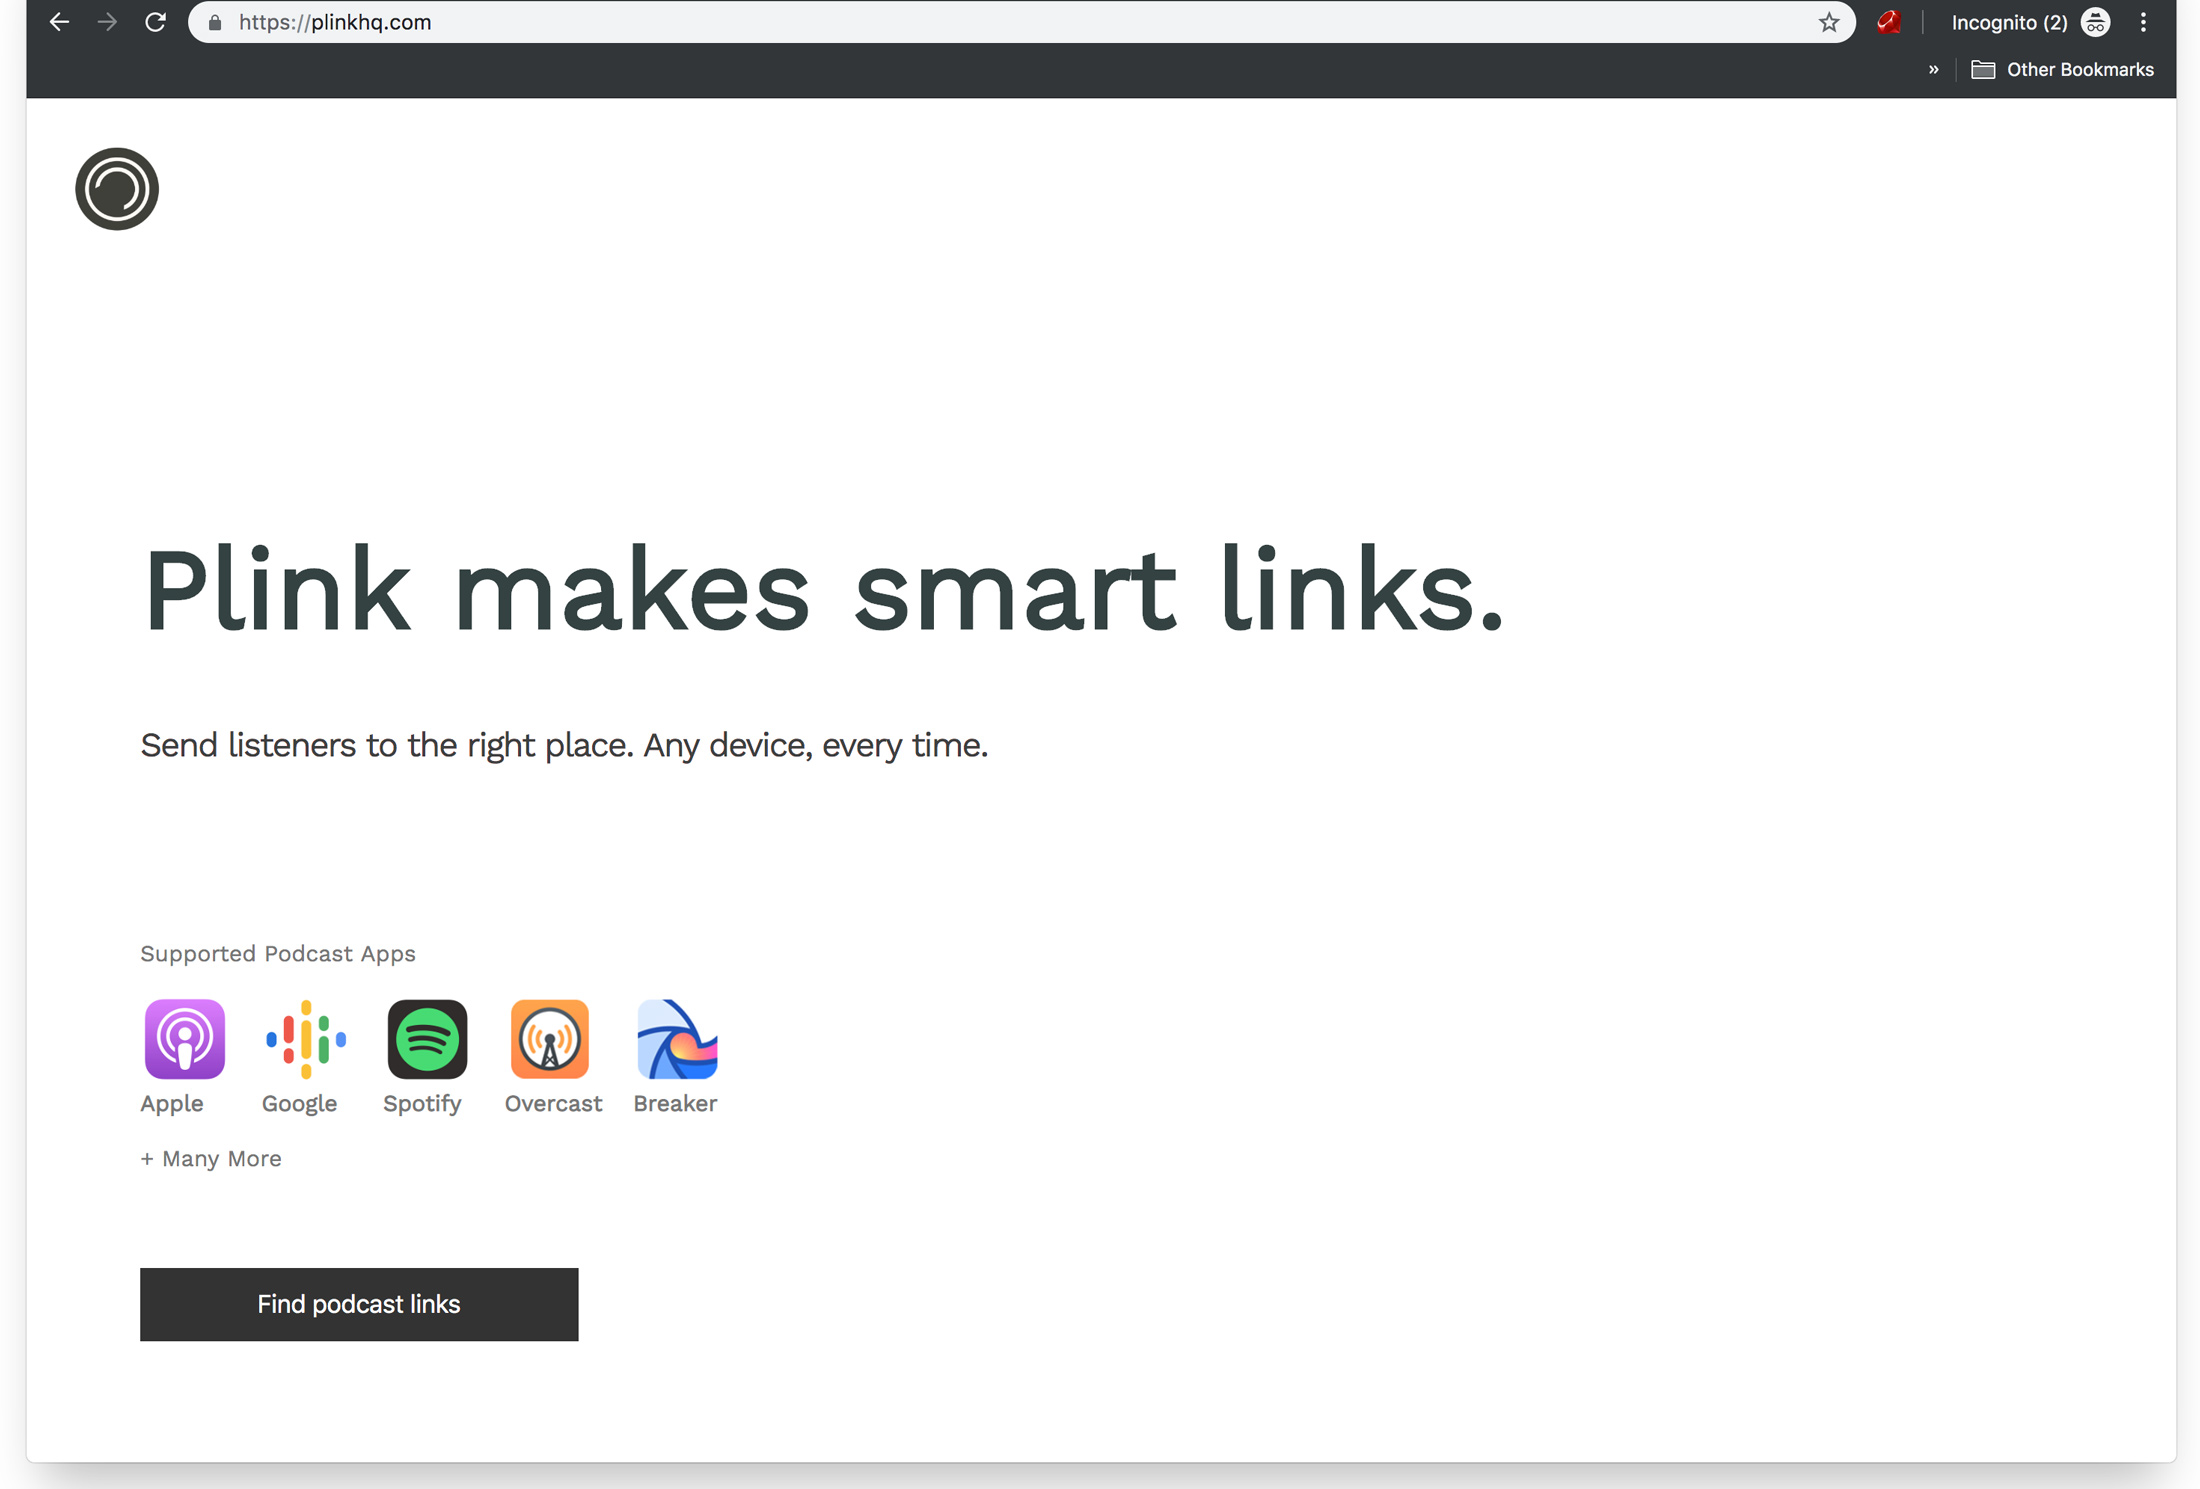 https://plinkhq.com
Incognito (2)
» Other Bookmarks
Plink makes smart links.
Send listeners to the right place. Any device, every time.
Supported Podcast Apps
Apple Google Spotify Overcast Breaker
+ Many More
Find podcast links